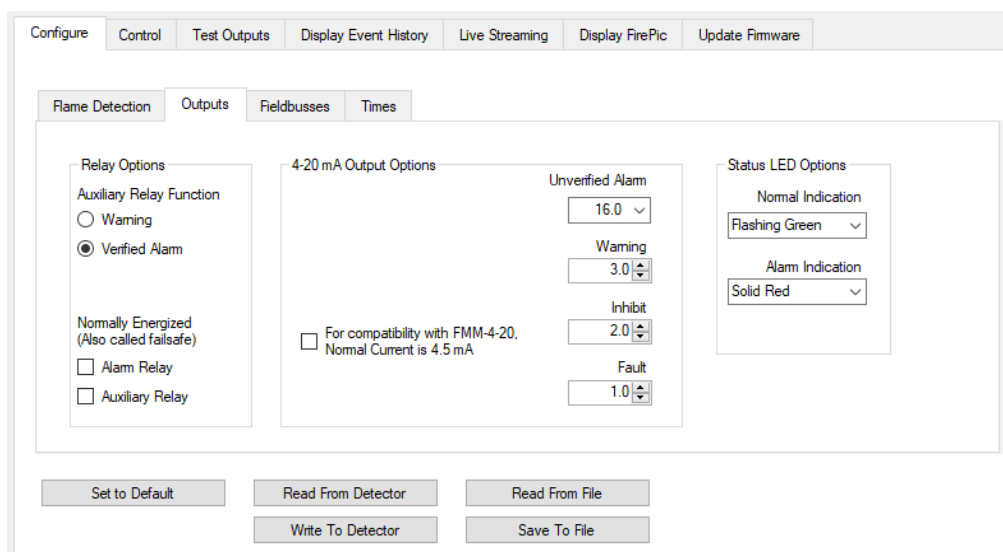 Configure
Control
Test Outputs
Display Event History
Live Streaming
Display FirePic
Update Firmware
Flame Detection
Outputs
Fieldbusses
Times
Relay Options
Auxiliary Relay Function
Warning
Verified Alarm
Normally Energized
(Also called failsafe)
Alarm Relay
Auxiliary Relay
4-20 mA Output Options
Unverified Alarm
16.0
Warning
3.0
Inhibit
2.0
For compatibility with FMM-4-20,
Normal Current is 4.5 mA
Fault
1.0
Status LED Options
Normal Indication
Flashing Green
Alarm Indication
Solid Red
Set to Default
Read From Detector
Read From File
Write To Detector
Save To File